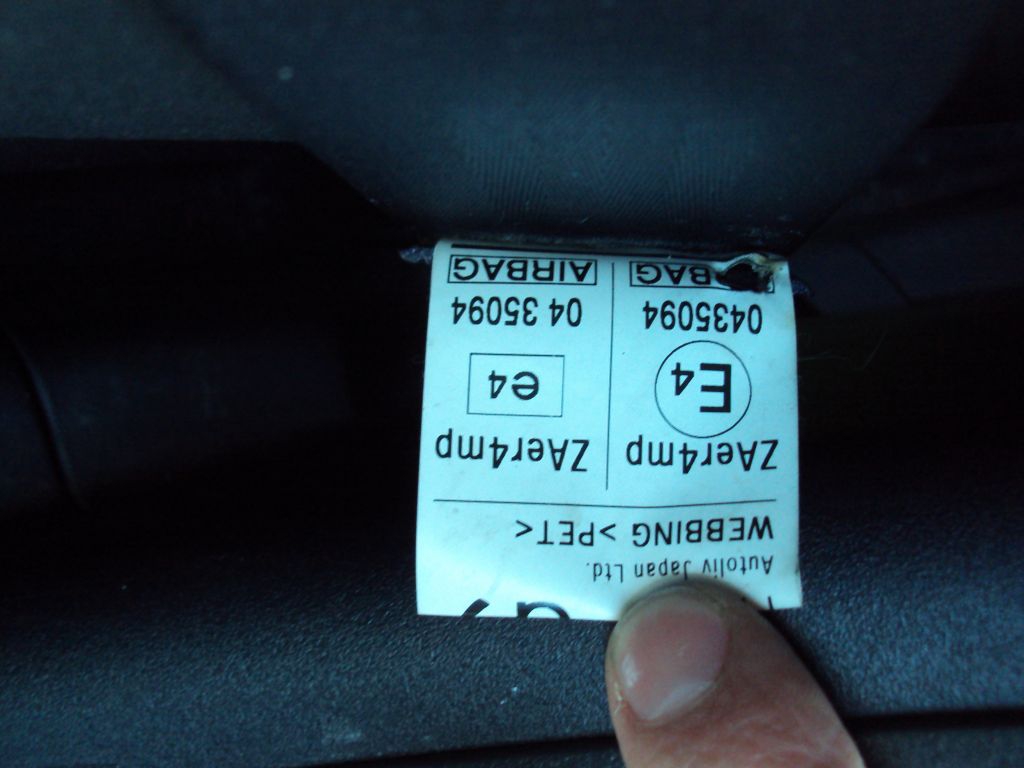 Autoliv Japan Ltd.
WEBBING >PET<
ZAer4mp ZAer4mp
E4 e4
0435094 04 35094
BAG AIRBAG